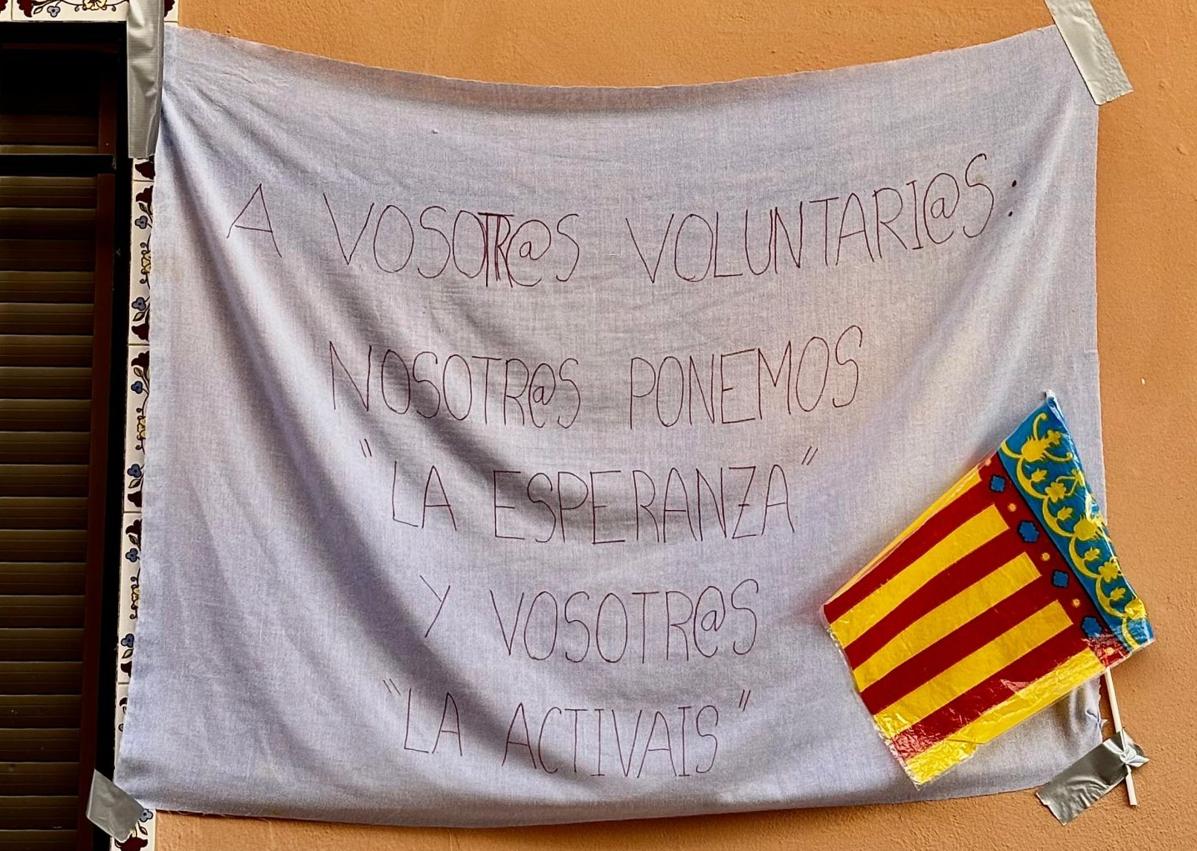 A VOSOTR@S VOLUNTARI@S:
NOSOTR@S PONEMOS
"LA ESPERANZA"
Y VOSOTR@S
"LA ACTIVAIS"